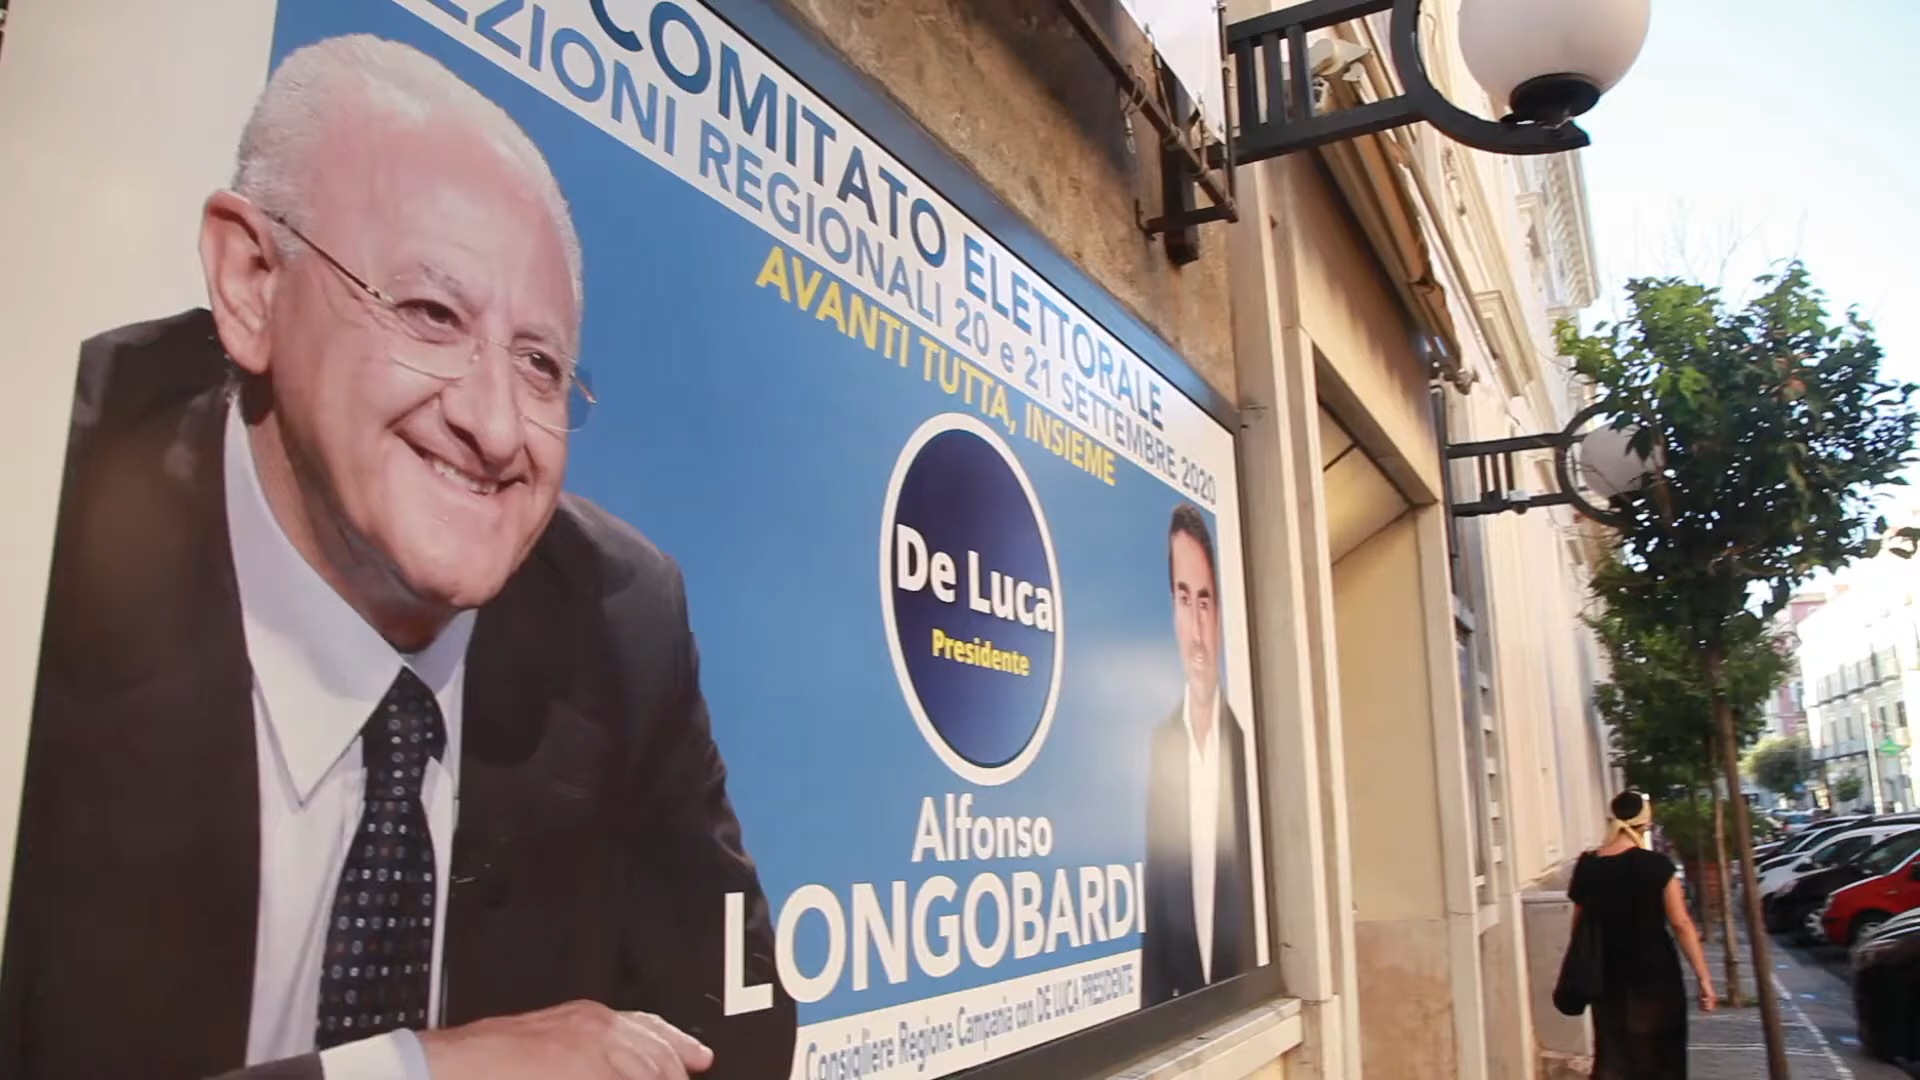 COMITATO ELETTORALE
EZIONI REGIONALI 20 e 21 SETTEMBRE 2020
AVANTI TUTTA, INSIEME
De Luca
Presidente
Alfonso
LONGOBARDI
Consigliere Regione Campania con DE LUCA PRESIDENTE